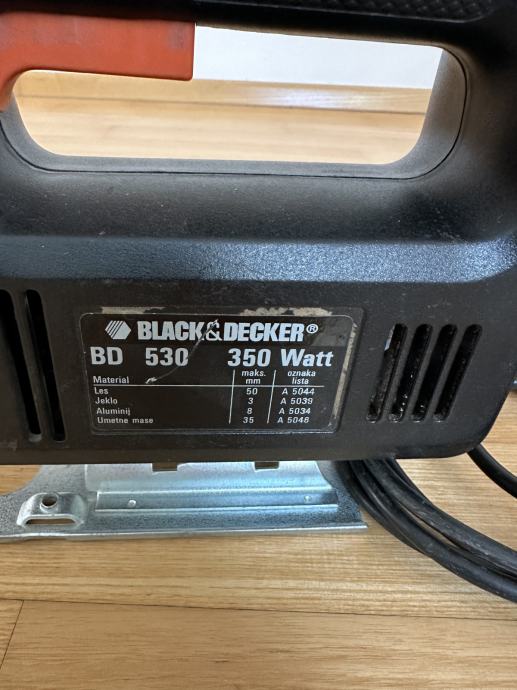 BLACK & DECKER®
BD 530 350 Watt
Material maks. mm oznaka lista
Les 50 A 5044
Jeklo 3 A 5039
Aluminij 8 A 5034
Umetne mase 35 A 5048